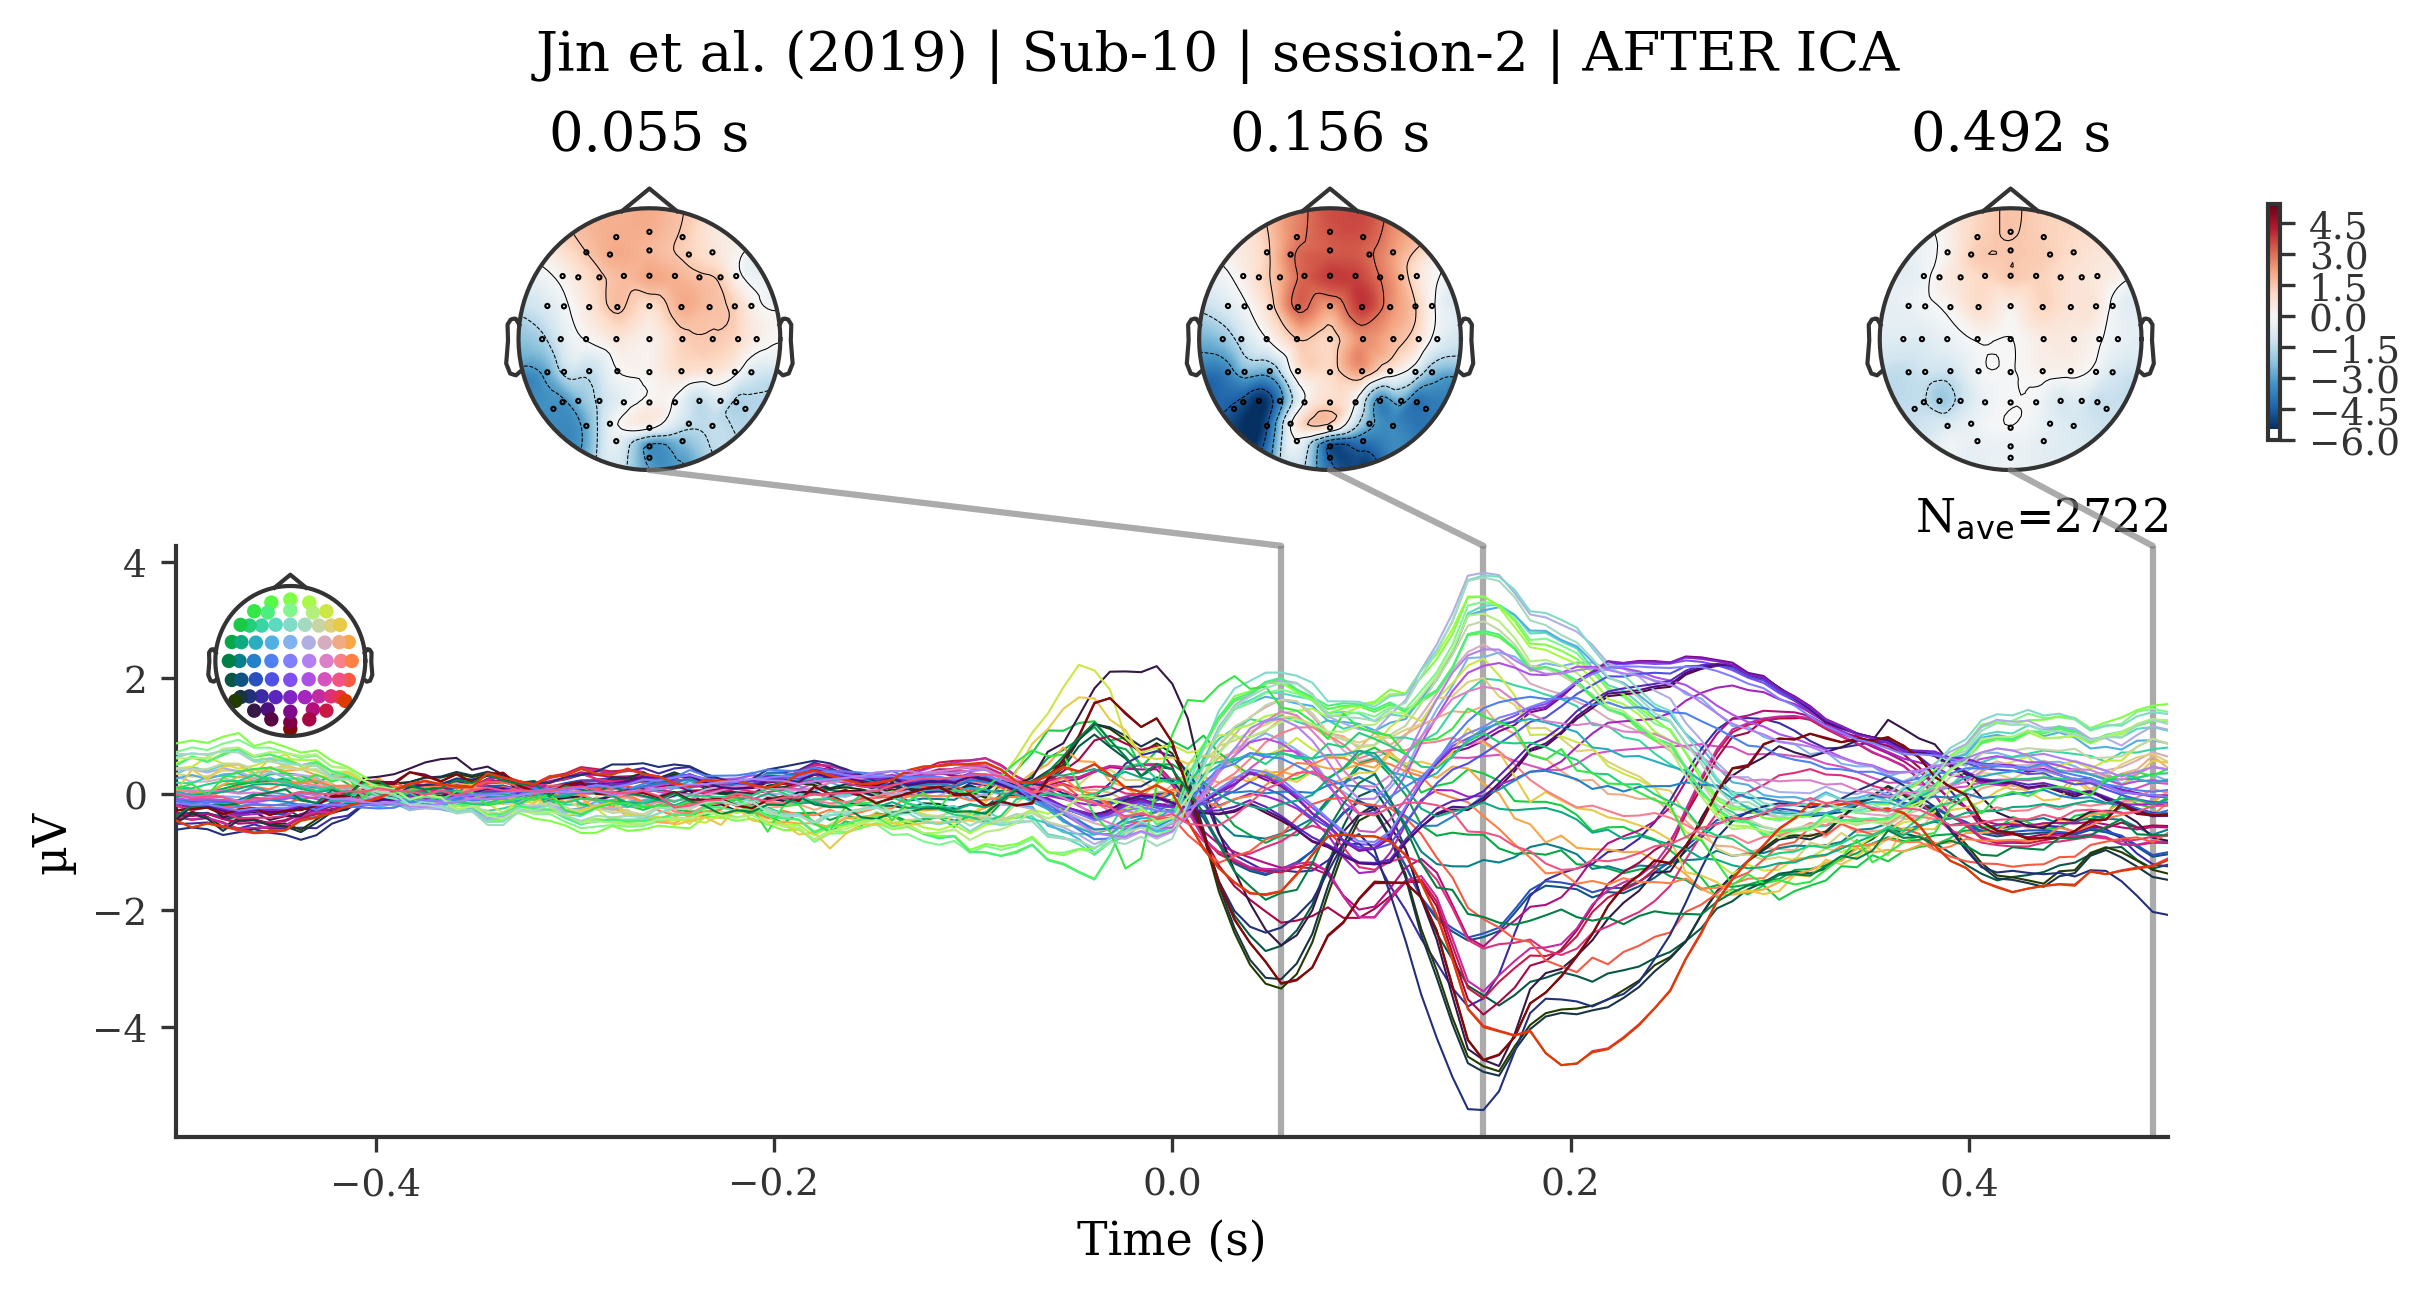 Jin et al. (2019) | Sub-10 | session-2 | AFTER ICA
0.055 s
0.156 s
0.492 s
4.5
3.0
1.5
0.0
−1.5
−3.0
−4.5
−6.0
Nave=2722
4
2
0
−2
−4
µV
−0.4
−0.2
0.0
0.2
0.4
Time (s)